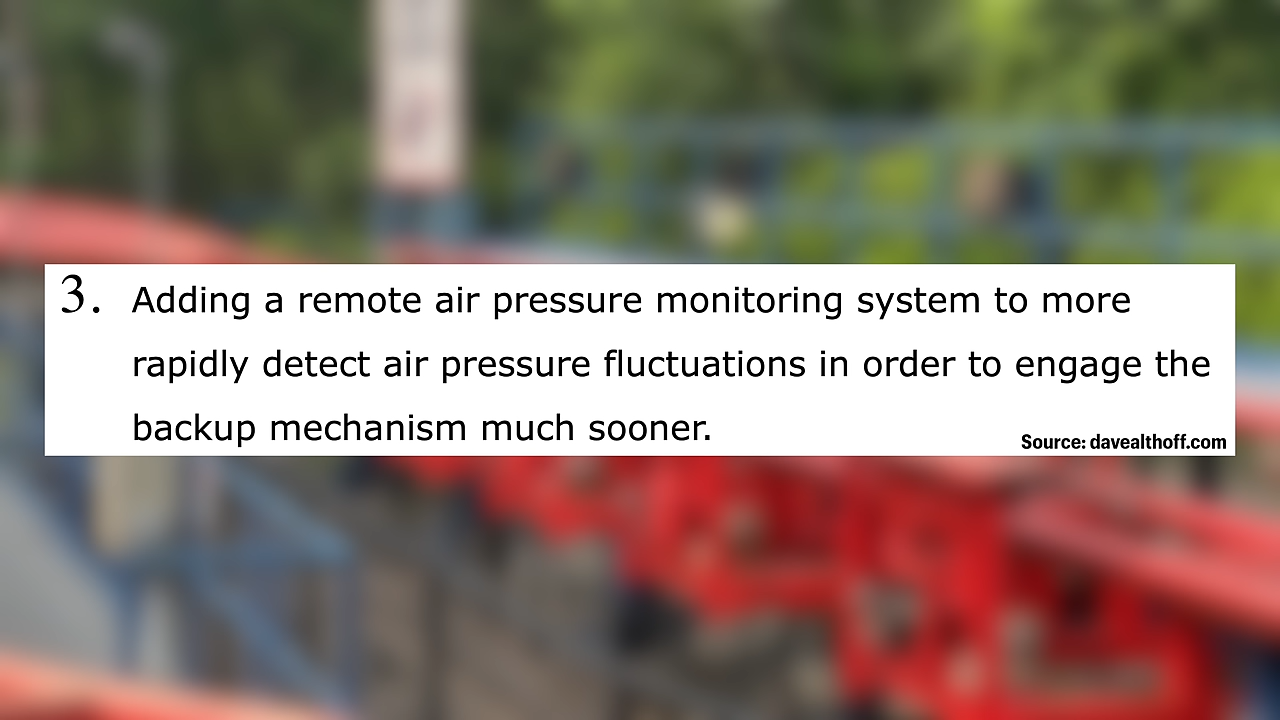 3. Adding a remote air pressure monitoring system to more
rapidly detect air pressure fluctuations in order to engage the
backup mechanism much sooner.
Source: davealthoff.com